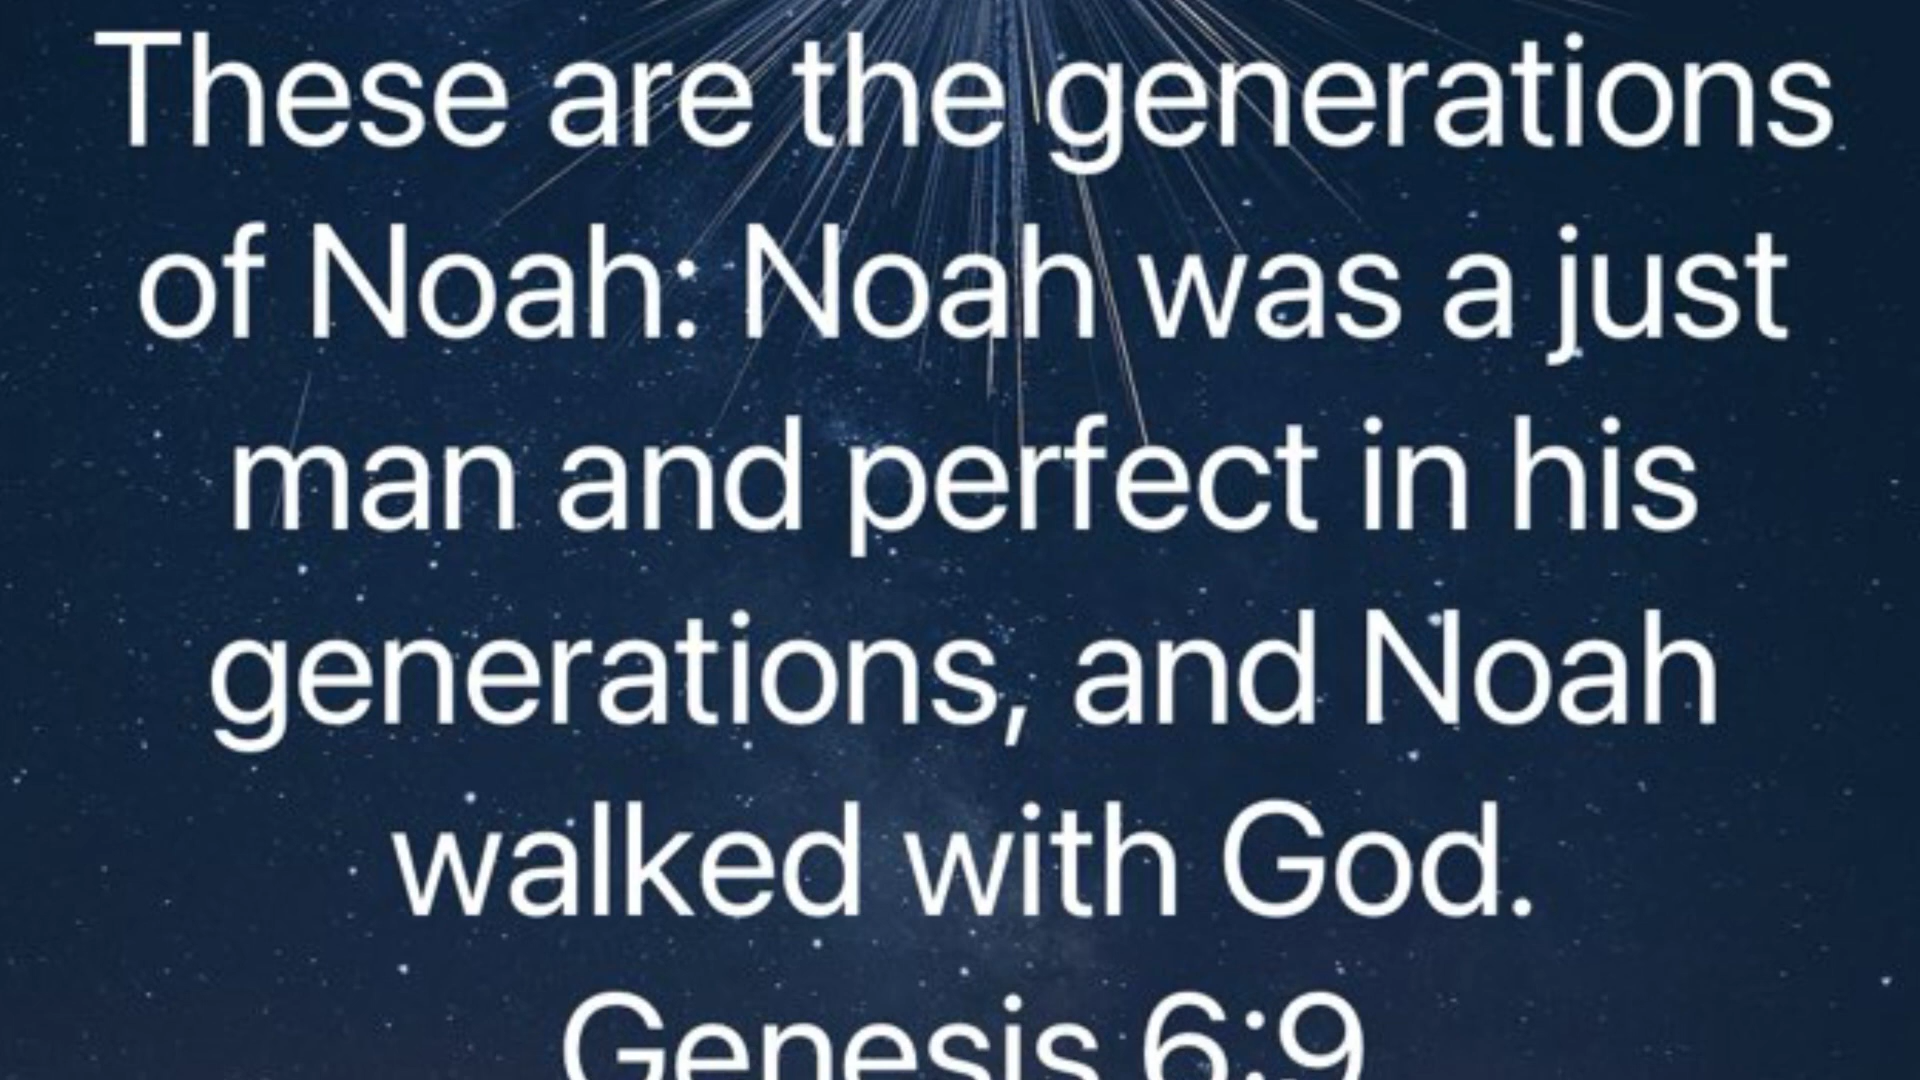 These are the generations
of Noah: Noah was a just
man and perfect in his
generations, and Noah
walked with God.
Genesis 6:9